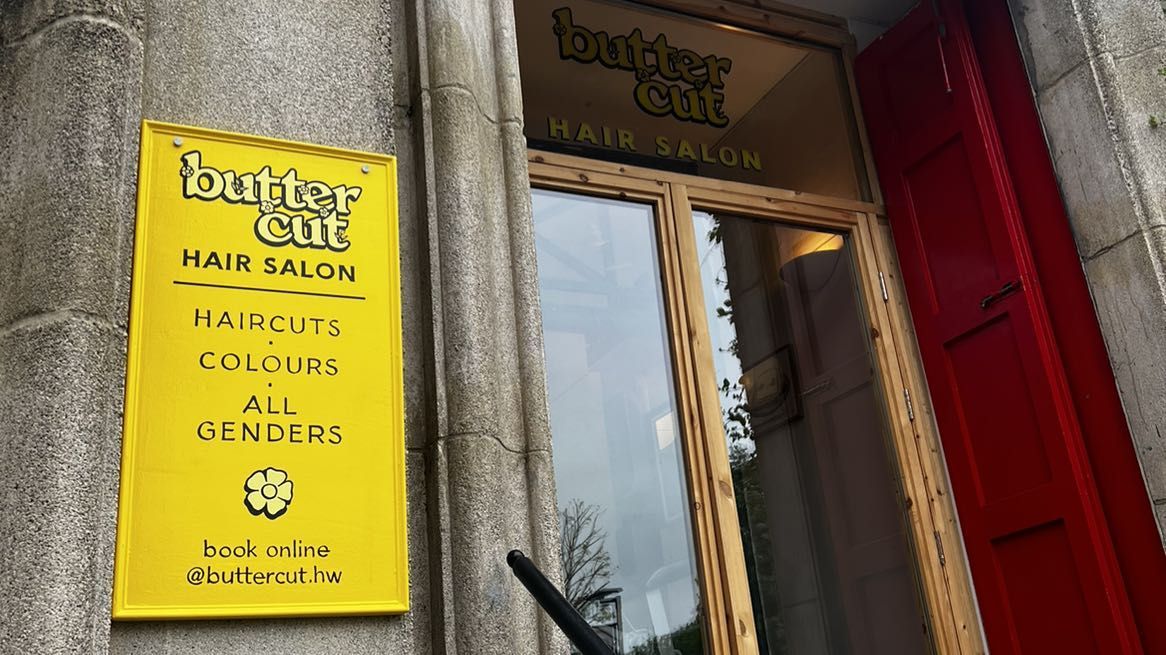 butter
cut
HAIR SALON
HAIRCUTS
·
COLOURS
·
ALL
GENDERS
book online
@buttercut.hw
butter
cut
HAIR SALON